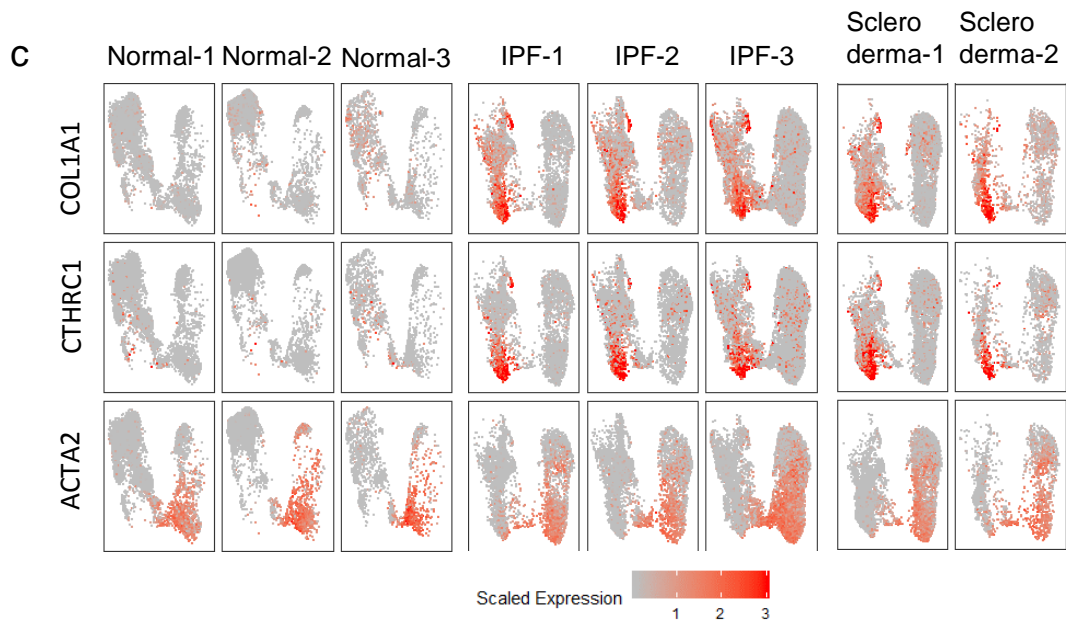 C
Normal-1
Normal-2
Normal-3
IPF-1
IPF-2
IPF-3
Sclero
derma-1
Sclero
derma-2
COL1A1
CTHRC1
ACTA2
Scaled Expression
1 2 3